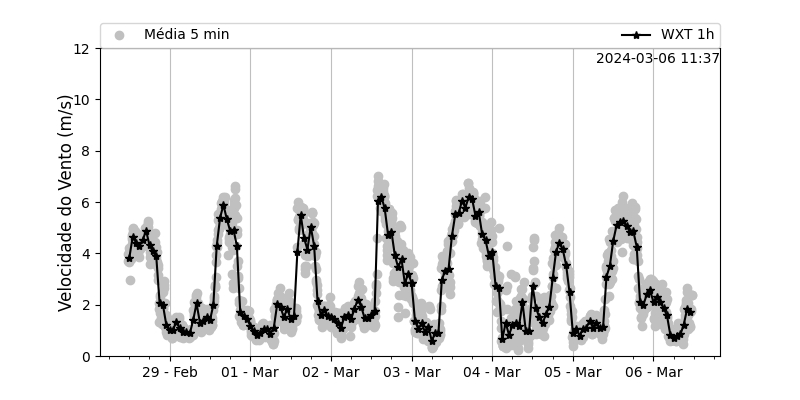 Média 5 min WXT 1h
2024-03-06 11:37
Velocidade do Vento (m/s)
12
10
8
6
4
2
0
29 - Feb 01 - Mar 02 - Mar 03 - Mar 04 - Mar 05 - Mar 06 - Mar